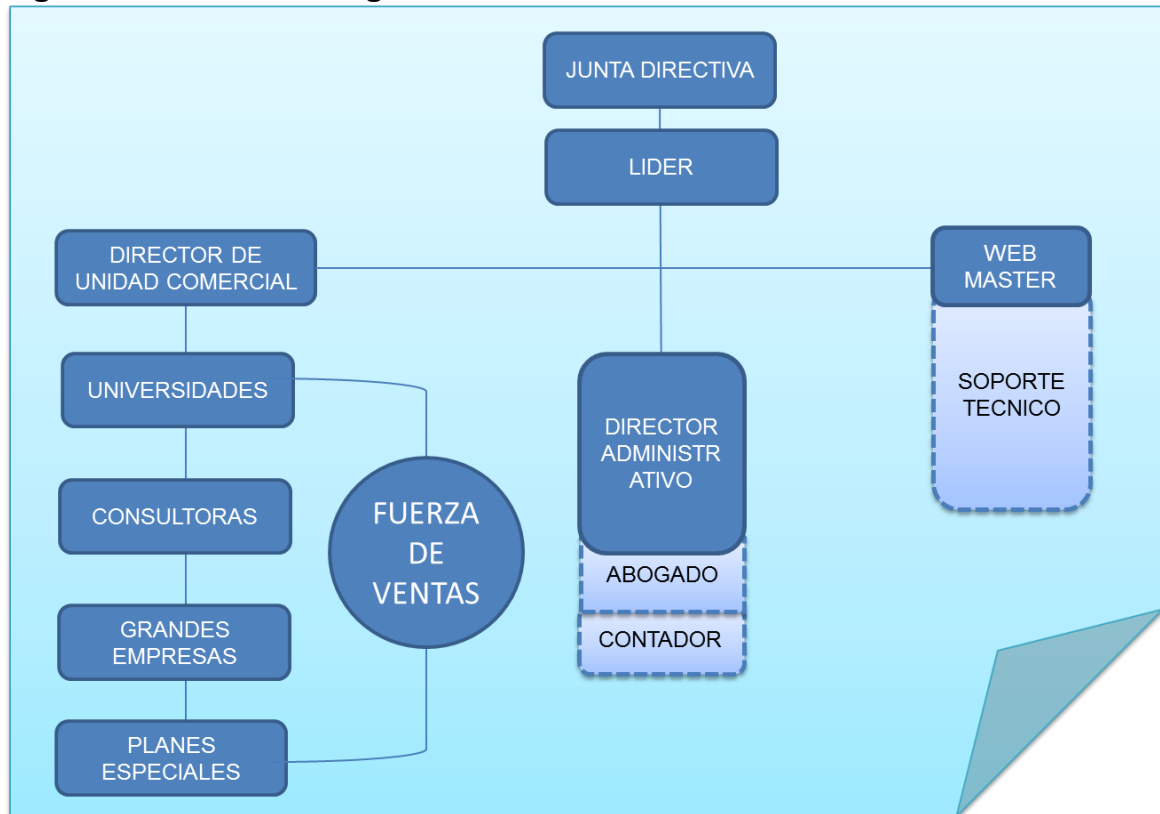 JUNTA DIRECTIVA
LIDER
DIRECTOR DE
UNIDAD COMERCIAL
WEB
MASTER
UNIVERSIDADES
SOPORTE
TECNICO
DIRECTOR
ADMINISTR
ATIVO
CONSULTORAS
FUERZA
DE
VENTAS
ABOGADO
GRANDES
EMPRESAS
CONTADOR
PLANES
ESPECIALES